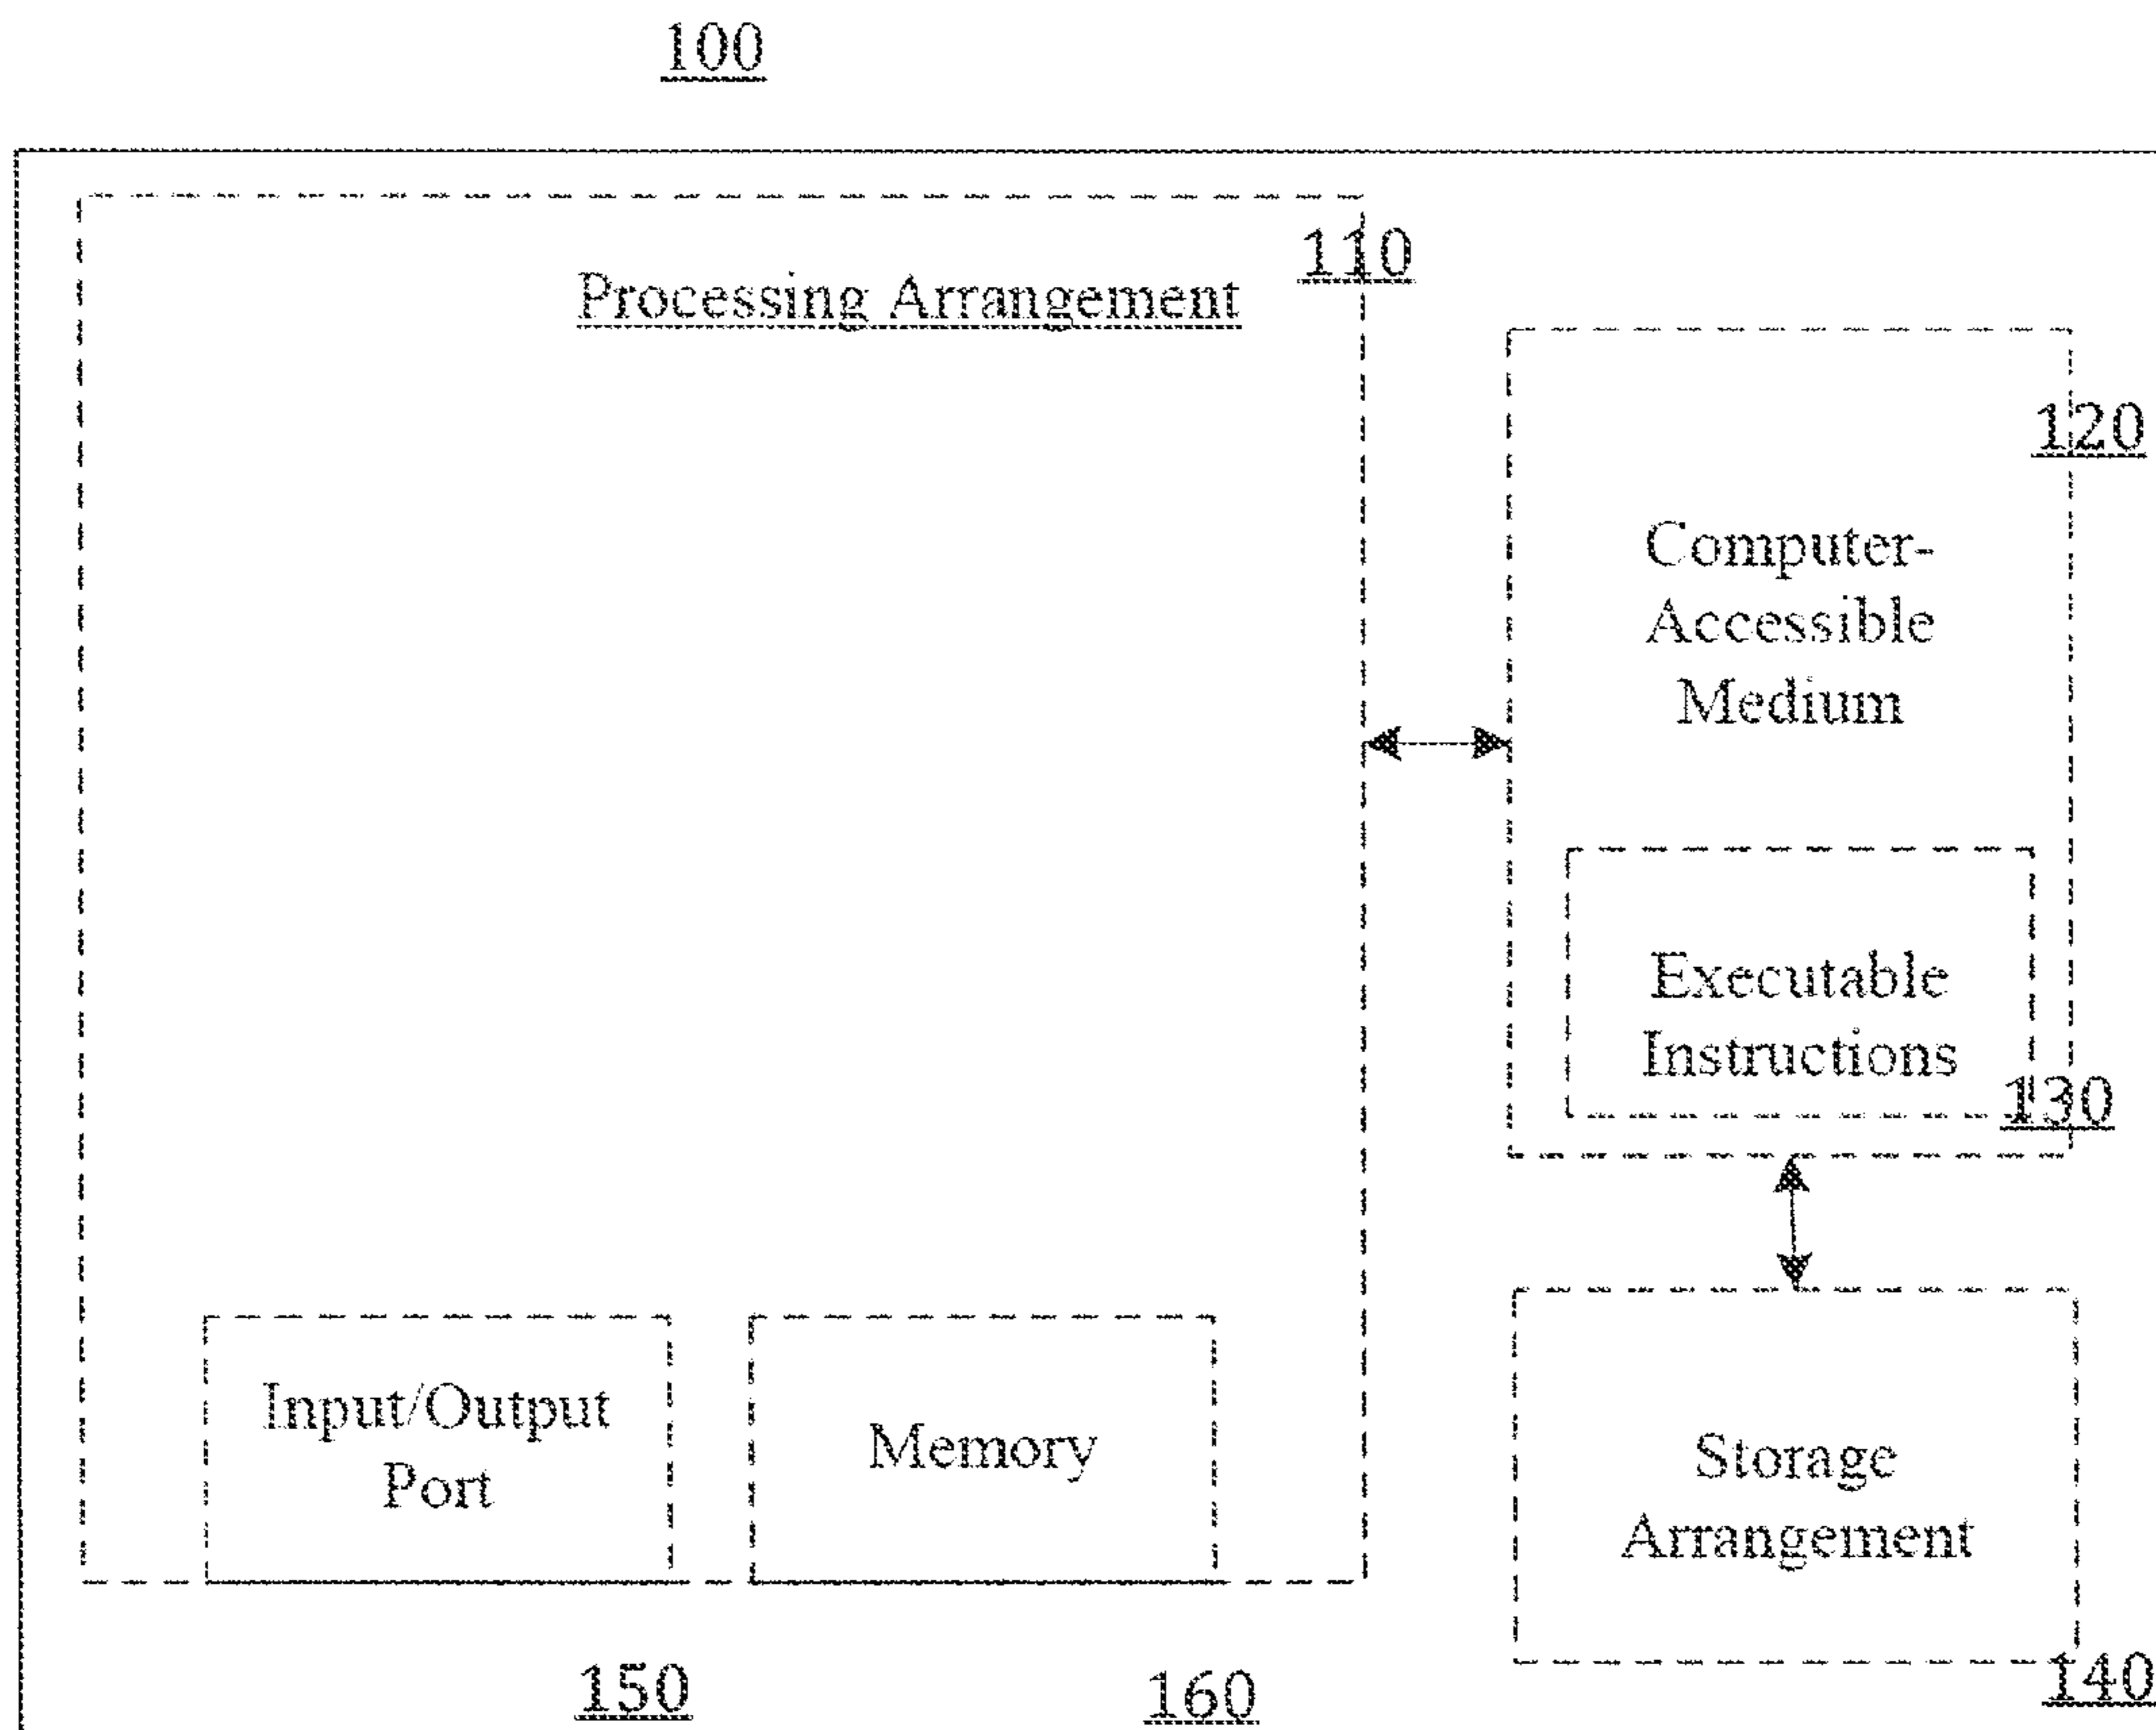 100
110
Processing Arrangement
120
Computer-
Accessible
Medium
Executable
Instructions
130
Input/Output
Port
Memory
Storage
Arrangement
140
150
160